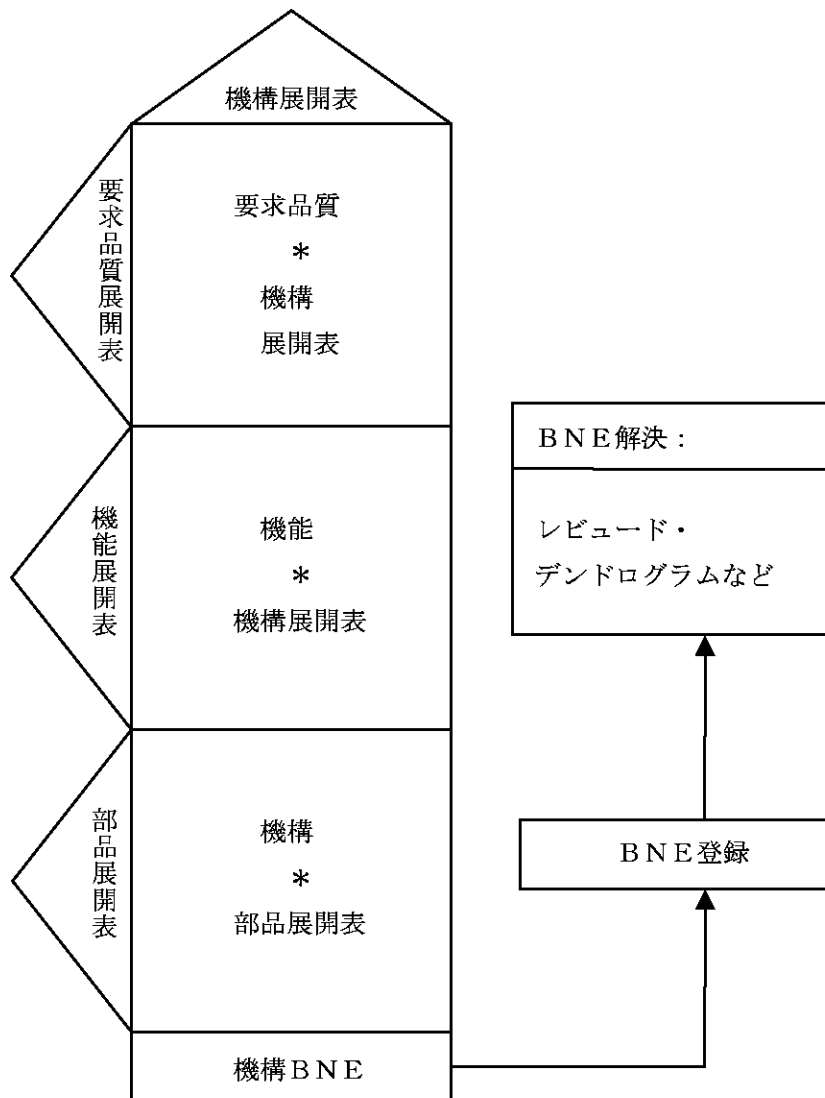 機構展開表
要求品質展開表
要求品質
＊
機構
展開表
機能展開表
機能
＊
機構展開表
部品展開表
機構
＊
部品展開表
機構ＢＮＥ
ＢＮＥ解決：
レビュード・
デンドログラムなど
ＢＮＥ登録